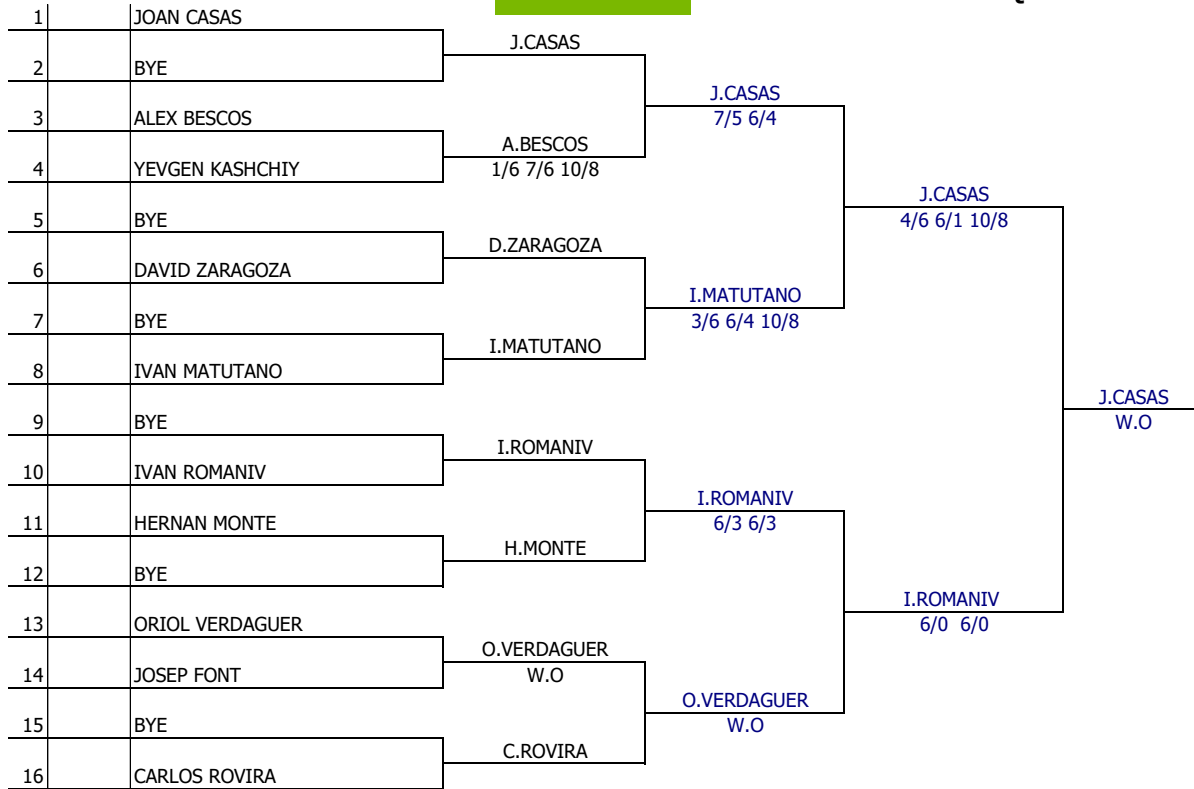 1 JOAN CASAS
J.CASAS
2 BYE
J.CASAS
3 ALEX BESCOS
7/5 6/4
A.BESCOS
4 YEVGEN KASHCHIY
1/6 7/6 10/8
J.CASAS
5 BYE
4/6 6/1 10/8
D.ZARAGOZA
6 DAVID ZARAGOZA
I.MATUTANO
7 BYE
3/6 6/4 10/8
I.MATUTANO
8 IVAN MATUTANO
J.CASAS
9 BYE
W.O
I.ROMANIV
10 IVAN ROMANIV
I.ROMANIV
11 HERNAN MONTE
6/3 6/3
H.MONTE
12 BYE
I.ROMANIV
13 ORIOL VERDAGUER
6/0 6/0
O.VERDAGUER
14 JOSEP FONT
W.O
O.VERDAGUER
15 BYE
W.O
C.ROVIRA
16 CARLOS ROVIRA